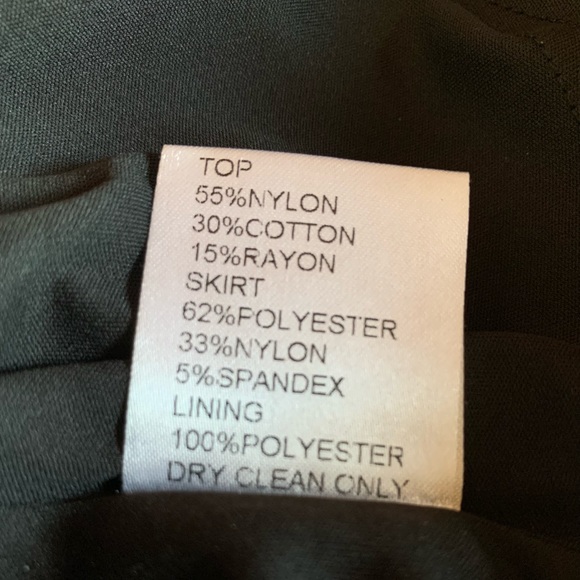 TOP
55%NYLON
30%COTTON
15%RAYON
SKIRT
62%POLYESTER
33%NYLON
5%SPANDEX
LINING
100%POLYESTER
DRY CLEAN ONLY